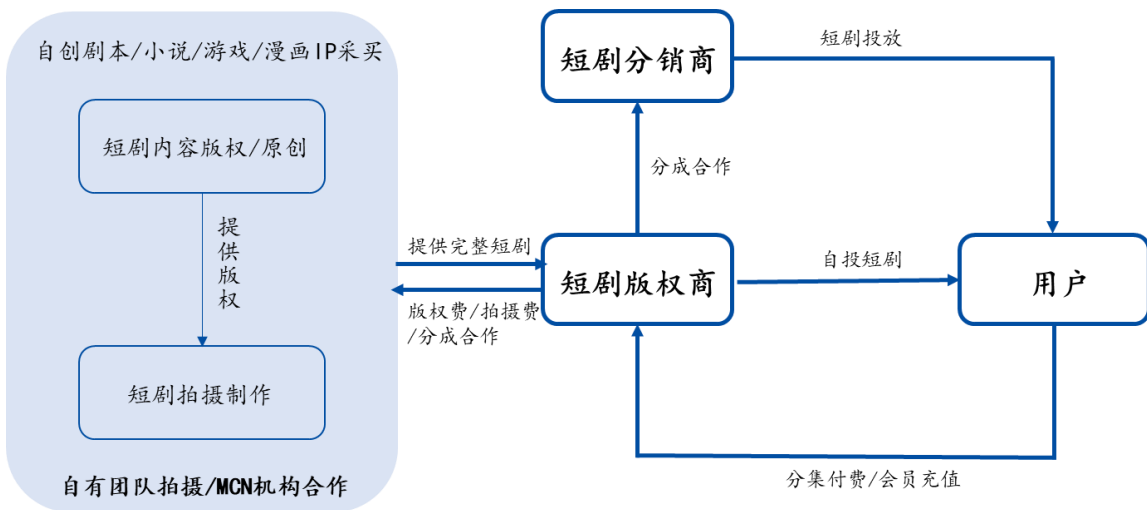 自创剧本/小说/游戏/漫画IP采买
短剧内容版权/原创
提供版权
短剧拍摄制作
自有团队拍摄/MCN机构合作
提供完整短剧
版权费/拍摄费
/分成合作
短剧分销商
分成合作
短剧版权商
短剧投放
自投短剧
用户
分集付费/会员充值